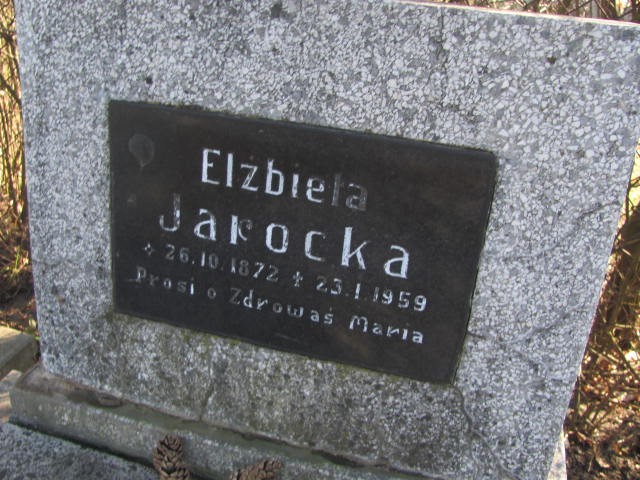 Elżbieta
Jarocka
+ 26.10.1872 + 23.1.1959
Prosi o Zdrowaś Maria